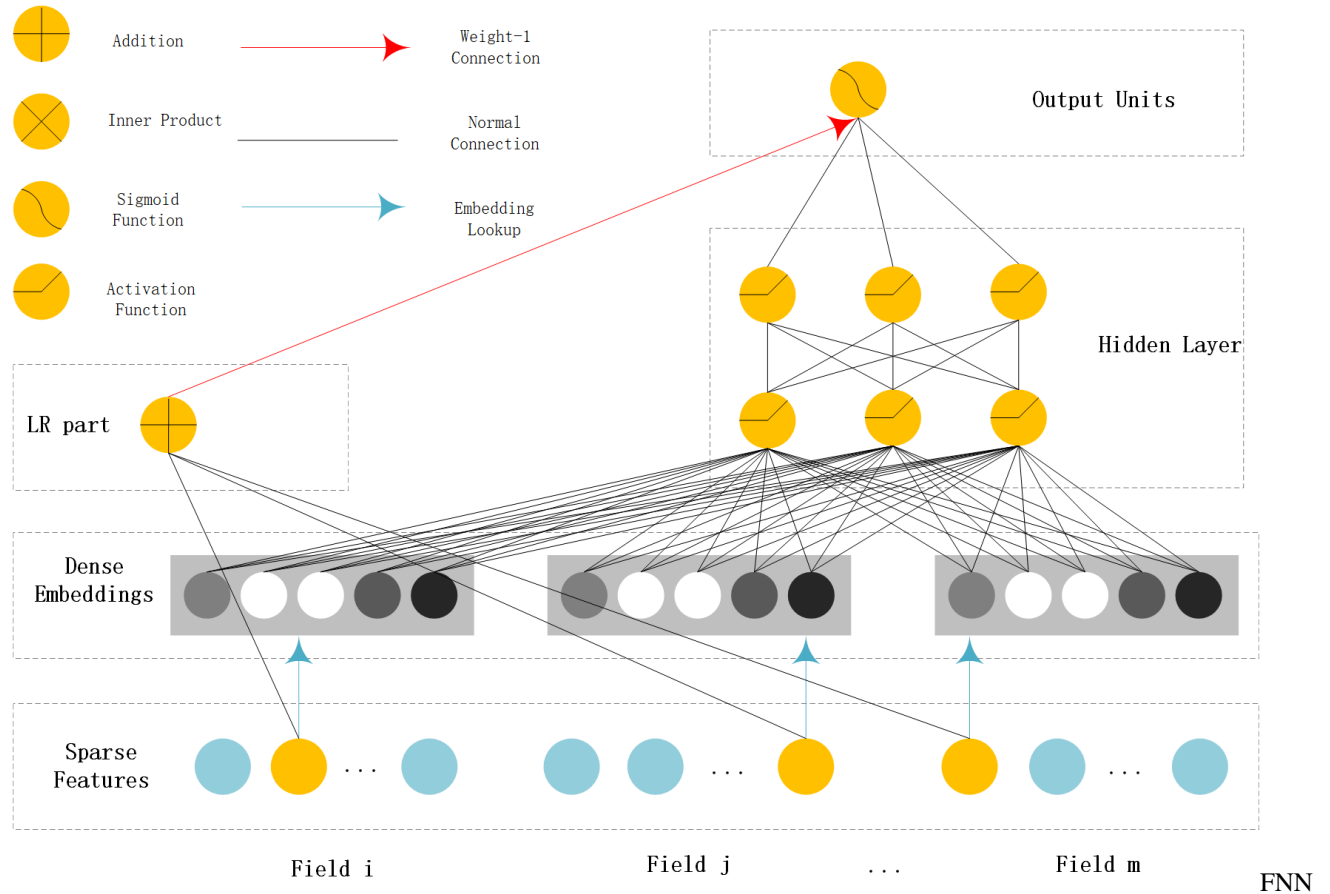 Addition
Weight-1
Connection
Inner Product
Normal
Connection
Sigmoid
Function
Embedding
Lookup
Activation
Function
Output Units
Hidden Layer
LR part
Dense
Embeddings
Sparse
Features
...
...
...
Field i
Field j
...
Field m
FNN